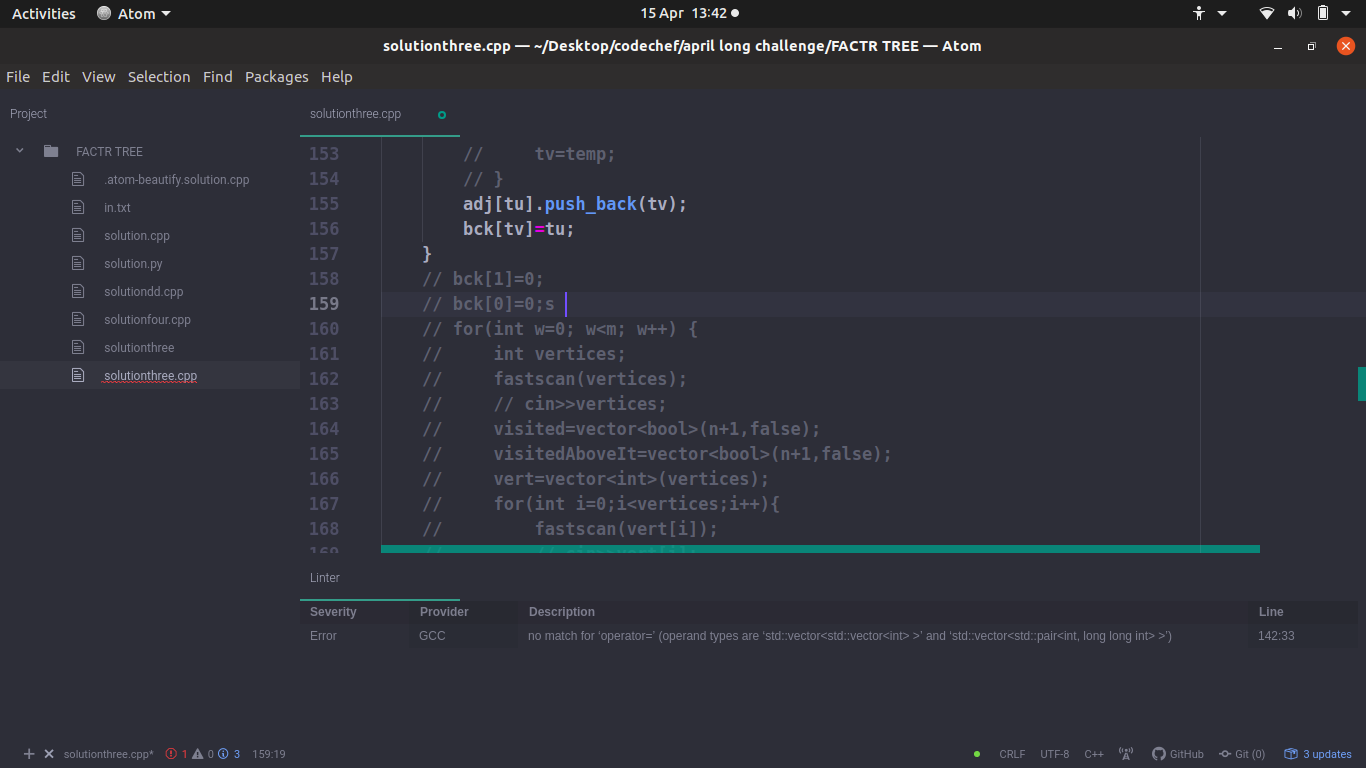 Activities Atom 15 Apr 13:42
solutionthree.cpp — ~/Desktop/codechef/april long challenge/FACTR TREE — Atom
File Edit View Selection Find Packages Help
Project
FACTR TREE
.atom-beautify.solution.cpp
in.txt
solution.cpp
solution.py
solutiondd.cpp
solutionfour.cpp
solutionthree
solutionthree.cpp
solutionthree.cpp
153 // tv=temp;
154 // }
155 adj[tu].push_back(tv);
156 bck[tv]=tu;
157 }
158 // bck[1]=0;
159 // bck[0]=0;s
160 // for(int w=0; w<m; w++) {
161 // int vertices;
162 // fastscan(vertices);
163 // // cin>>vertices;
164 // visited=vector<bool>(n+1,false);
165 // visitedAboveIt=vector<bool>(n+1,false);
166 // vert=vector<int>(vertices);
167 // for(int i=0;i<vertices;i++){
168 // fastscan(vert[i]);
169 // // cin>>vert[i];
Linter
Severity Provider Description Line
Error GCC no match for ‘operator=’ (operand types are ‘std::vector<std::vector<int> >’ and ‘std::vector<std::pair<int, long long int> >’) 142:33
solutionthree.cpp* 1 0 3 159:19 CRLF UTF-8 C++ GitHub Git (0) 3 updates